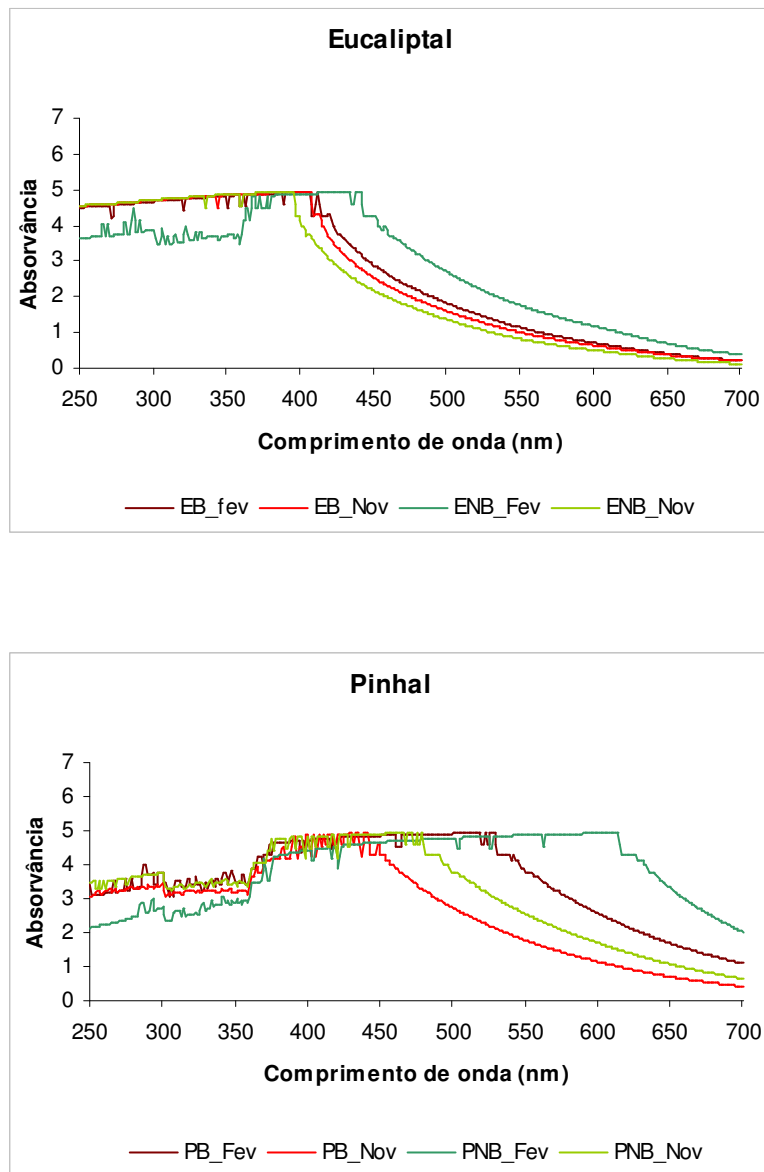 Eucaliptal
7
6
5
4
3
2
1
0
Absorvância
250 300 350 400 450 500 550 600 650 700
Comprimento de onda (nm)
EB_fev EB_Nov ENB_Fev ENB_Nov
Pinhal
7
6
5
4
3
2
1
0
Absorvância
250 300 350 400 450 500 550 600 650 700
Comprimento de onda (nm)
PB_Fev PB_Nov PNB_Fev PNB_Nov